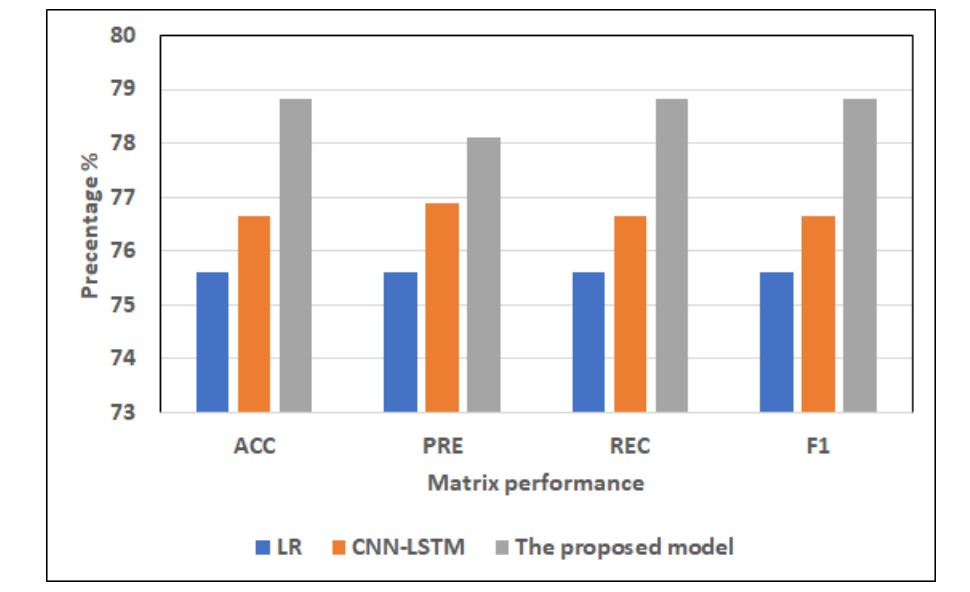 80
79
78
77
76
75
74
73
Precentage %
ACC PRE REC F1
Matrix performance
LR CNN-LSTM The proposed model